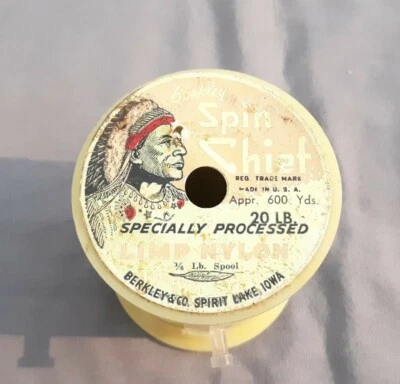 Berkley
Spin
Chief
REG. TRADE MARK
MADE IN U. S. A.
Appr. 600 Yds.
20 LB.
SPECIALLY PROCESSED
LIMP NYLON
¾ Lb. Spool
BERKLEY & CO. SPIRIT LAKE, IOWA